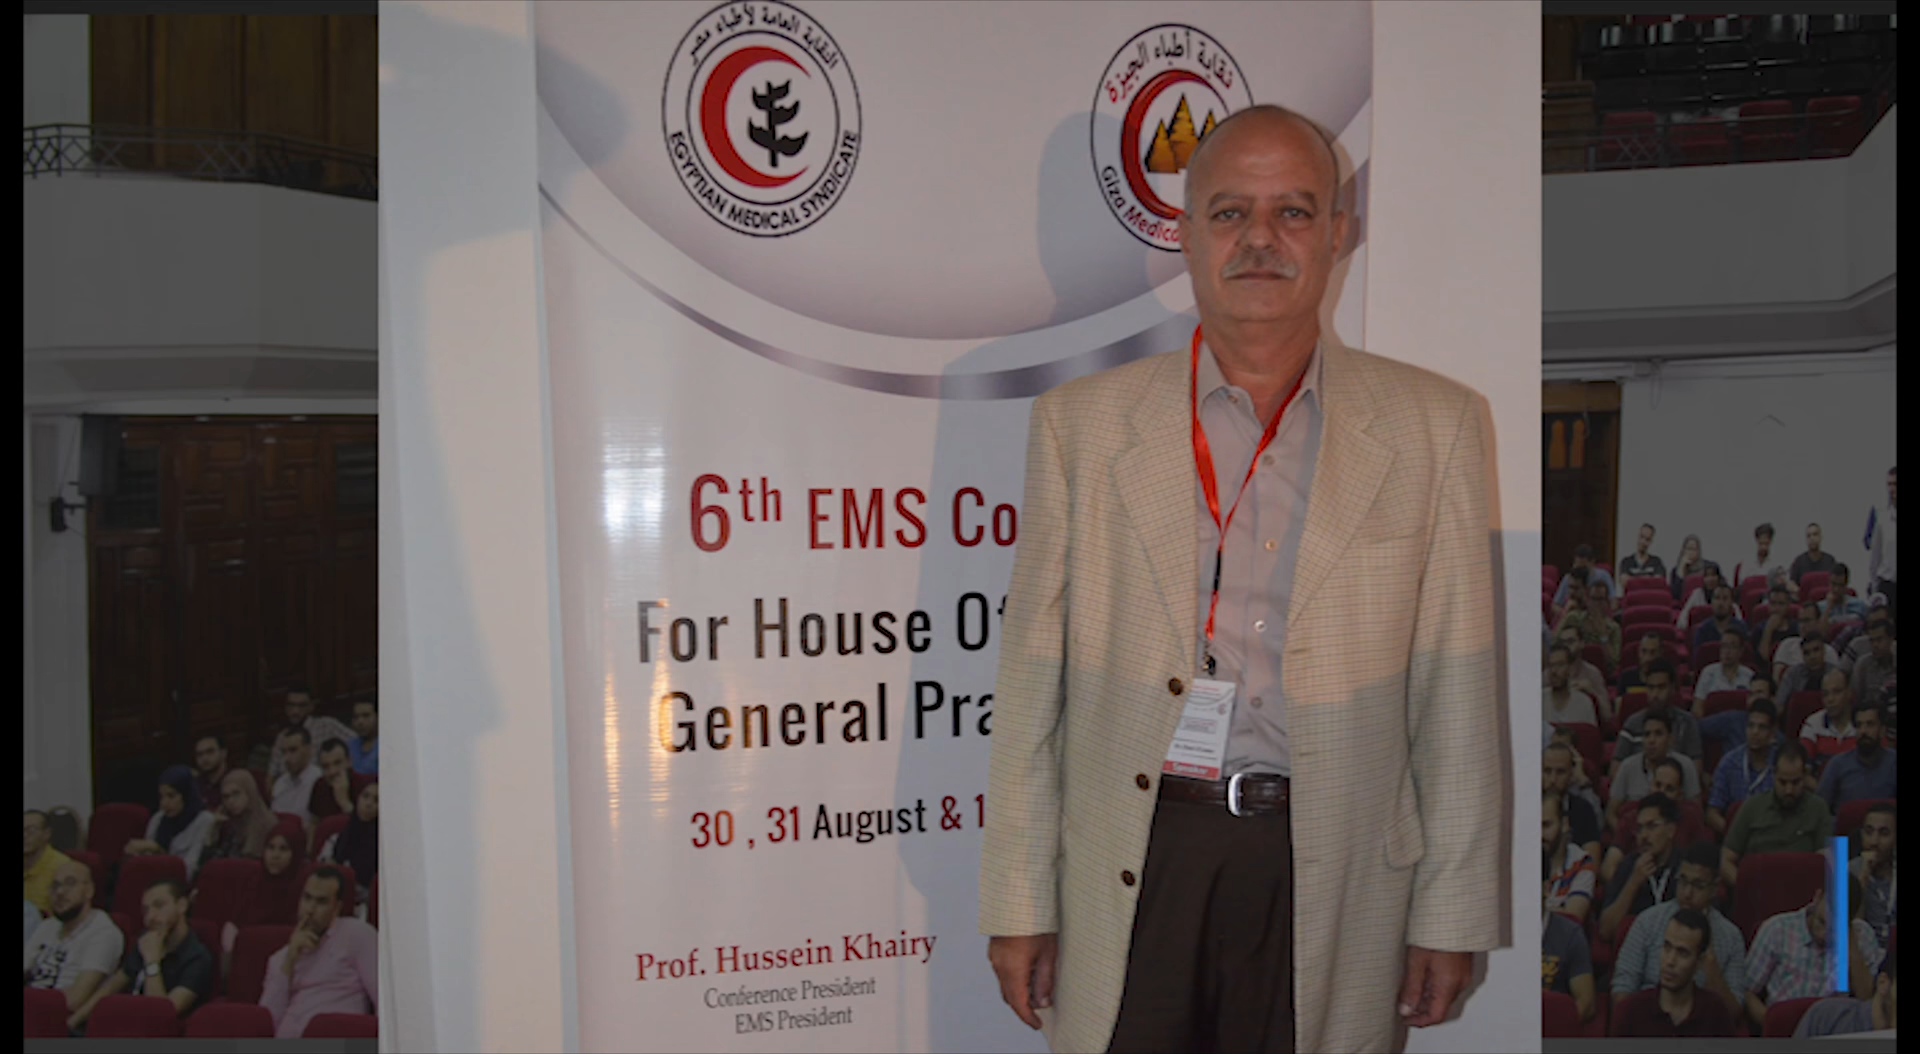 النقابة العامة لأطباء مصر
EGYPTIAN MEDICAL SYNDICATE
نقابة أطباء الجيزة
Giza Medica
6th EMS Co
For House Of
General Pra
30 , 31 August & 1
Prof. Hussein Khairy
Conference President
EMS President
Speaker